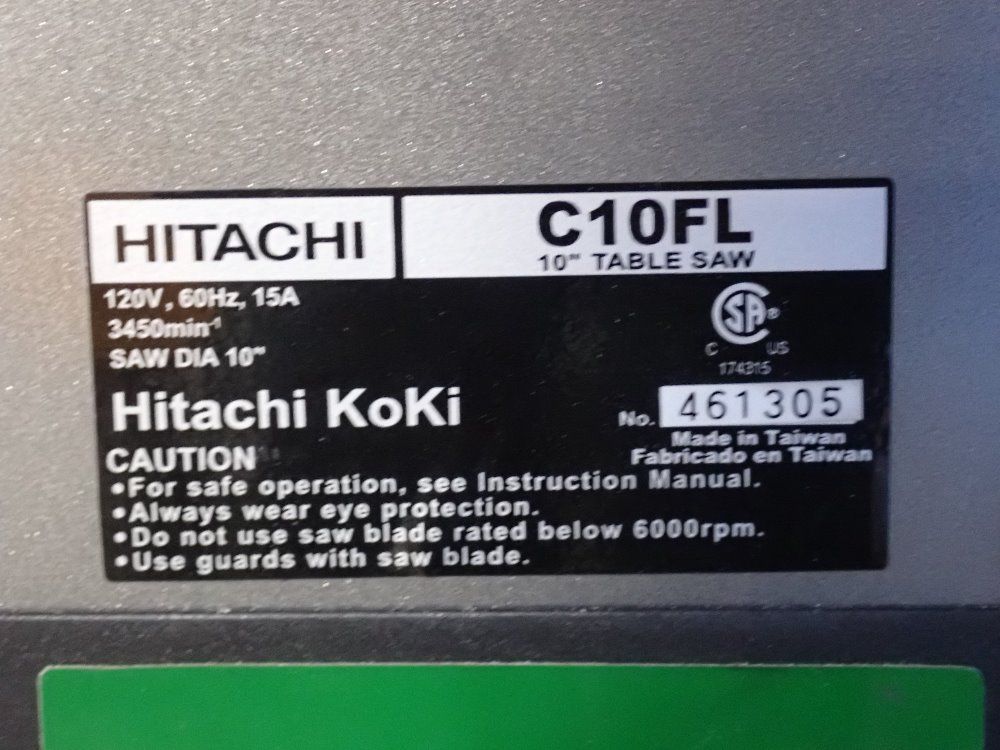 HITACHI
C10FL
10" TABLE SAW
120V, 60Hz, 15A
3450min⁻¹
SAW DIA 10"
CSA®
C US
174315
Hitachi KoKi
No. 461305
Made in Taiwan
Fabricado en Taiwan
CAUTION
•For safe operation, see Instruction Manual.
•Always wear eye protection.
•Do not use saw blade rated below 6000rpm.
•Use guards with saw blade.